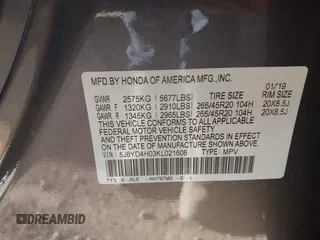 MFD.BY HONDA OF AMERICA MFG.,INC.
01/19
GVWR 2575KG (5677LBS) TIRE SIZE RIM SIZE
GAWR F 1320KG (2910LBS) 265/45R20 104H 20X8.5J
GAWR R 1345KG (2965LBS) 265/45R20 104H 20X8.5J
THIS VEHICLE CONFORMS TO ALL APPLICABLE
FEDERAL MOTOR VEHICLE SAFETY AND THEFT
PREVENTION STANDARDS IN EFFECT ON THE DATE OF
MANUFACTURE SHOWN ABOVE.
V.I.N: 5J8YD4H03KL021608 TYPE: MPV
DREAMBID